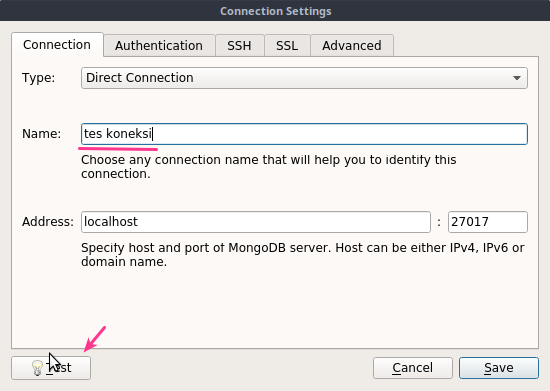 Connection Settings
Connection Authentication SSH SSL Advanced
Type: Direct Connection
Name: tes koneksi
Choose any connection name that will help you to identify this
connection.
Address: localhost : 27017
Specify host and port of MongoDB server. Host can be either IPv4, IPv6 or
domain name.
Test Cancel Save